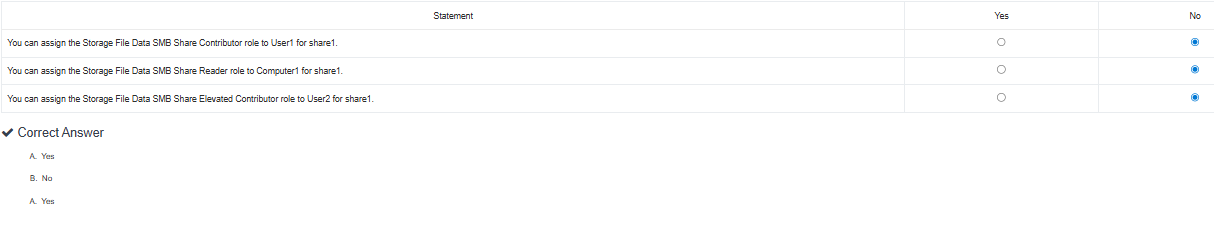 Statement Yes No
You can assign the Storage File Data SMB Share Contributor role to User1 for share1.
You can assign the Storage File Data SMB Share Reader role to Computer1 for share1.
You can assign the Storage File Data SMB Share Elevated Contributor role to User2 for share1.
Correct Answer
A. Yes
B. No
A. Yes